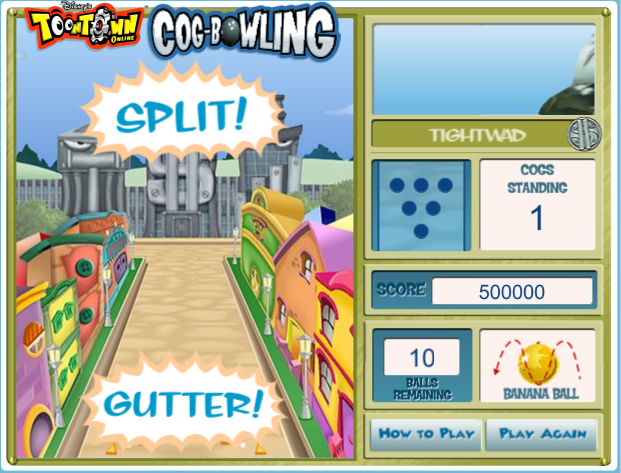 Disney's
TOONTOWN
ONLINE
COG-BOWLING
SPLIT!
GUTTER!
TIGHTWAD
COGS
STANDING
1
SCORE 500000
10
BALLS
REMAINING
BANANA BALL
HOW TO PLAY
PLAY AGAIN